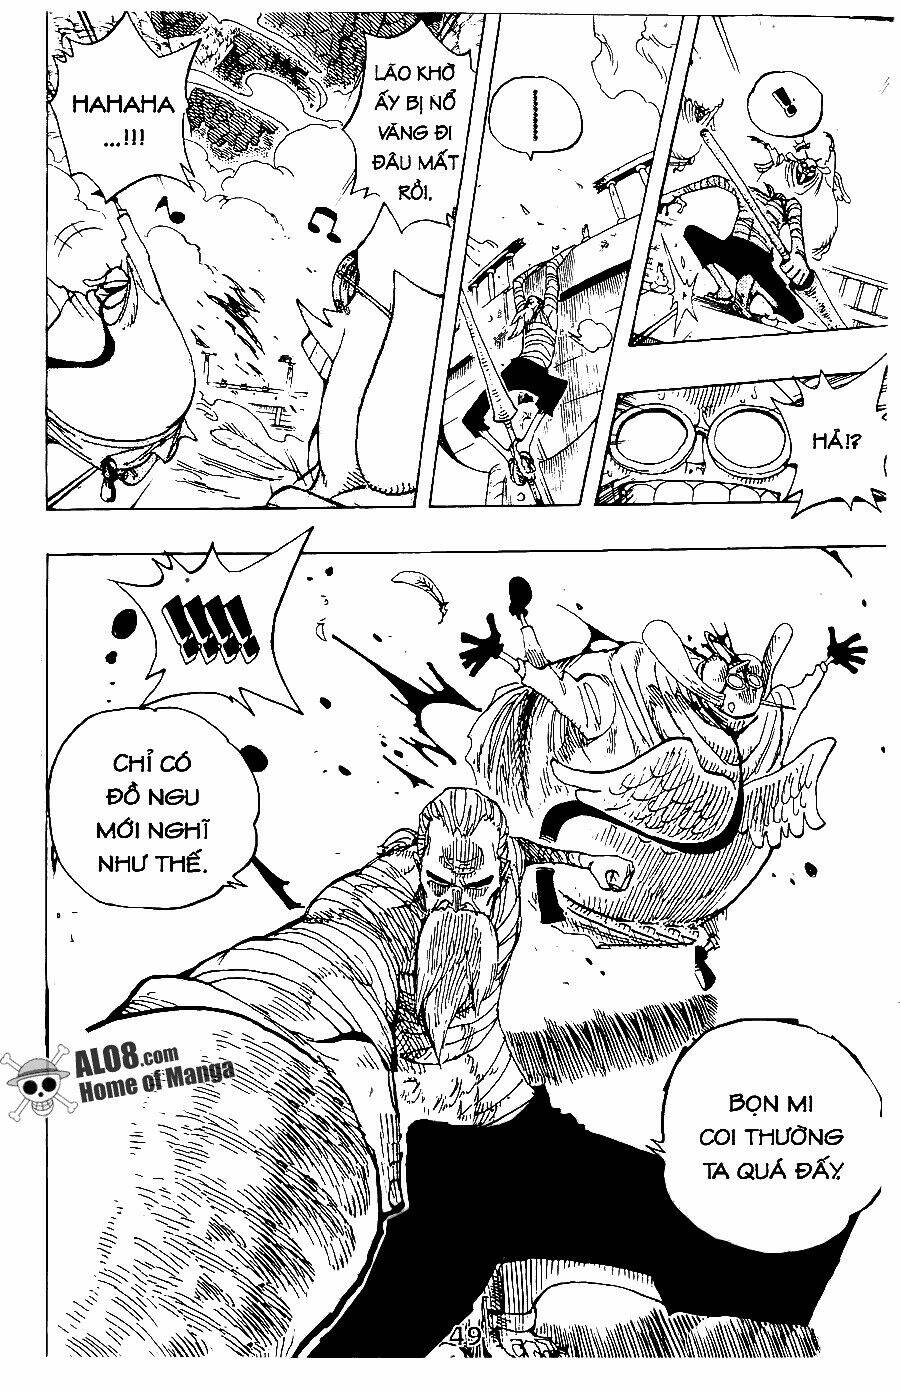 HAHAHA
...!!!
LÃO KHỜ
ẤY BỊ NỔ
VĂNG ĐI
ĐÂU MẤT
RỒI.
!
HẢ!?
!!!!
CHỈ CÓ
ĐỒ NGU
MỚI NGHĨ
NHƯ THẾ.
BỌN MI
COI THƯỜNG
TA QUÁ ĐẤY.
AL08.com
Home of Manga
49